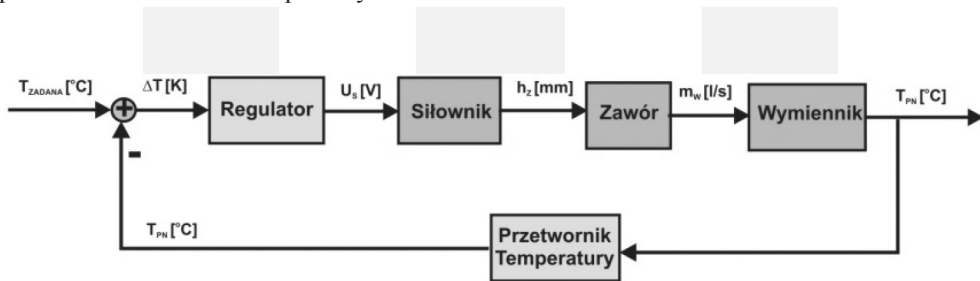 T_ZADANA [°C]
ΔT [K]
Regulator
U_S [V]
Siłownik
h_Z [mm]
Zawór
m_W [l/s]
Wymiennik
T_PN [°C]
+
-
T_PN [°C]
Przetwornik
Temperatury